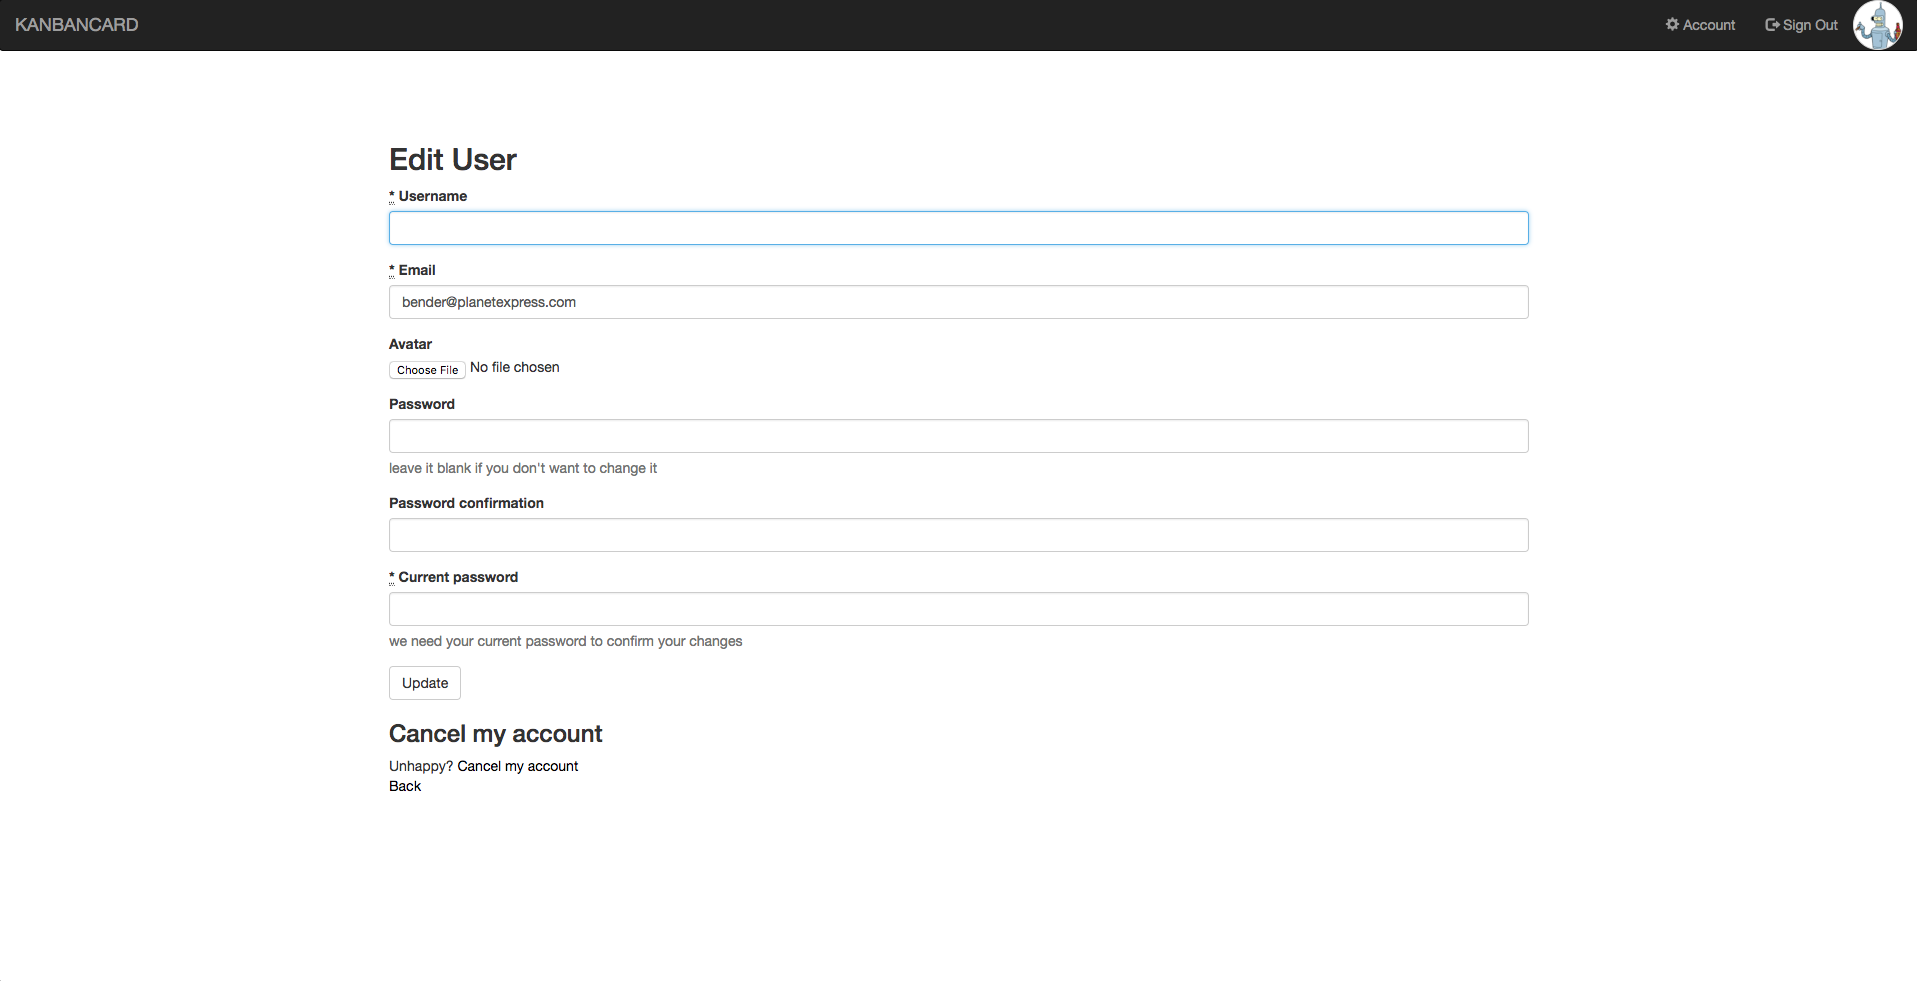 KANBANCARD Account Sign Out
Edit User
* Username
* Email
bender@planetexpress.com
Avatar
Choose File No file chosen
Password
leave it blank if you don't want to change it
Password confirmation
* Current password
we need your current password to confirm your changes
Update
Cancel my account
Unhappy? Cancel my account
Back